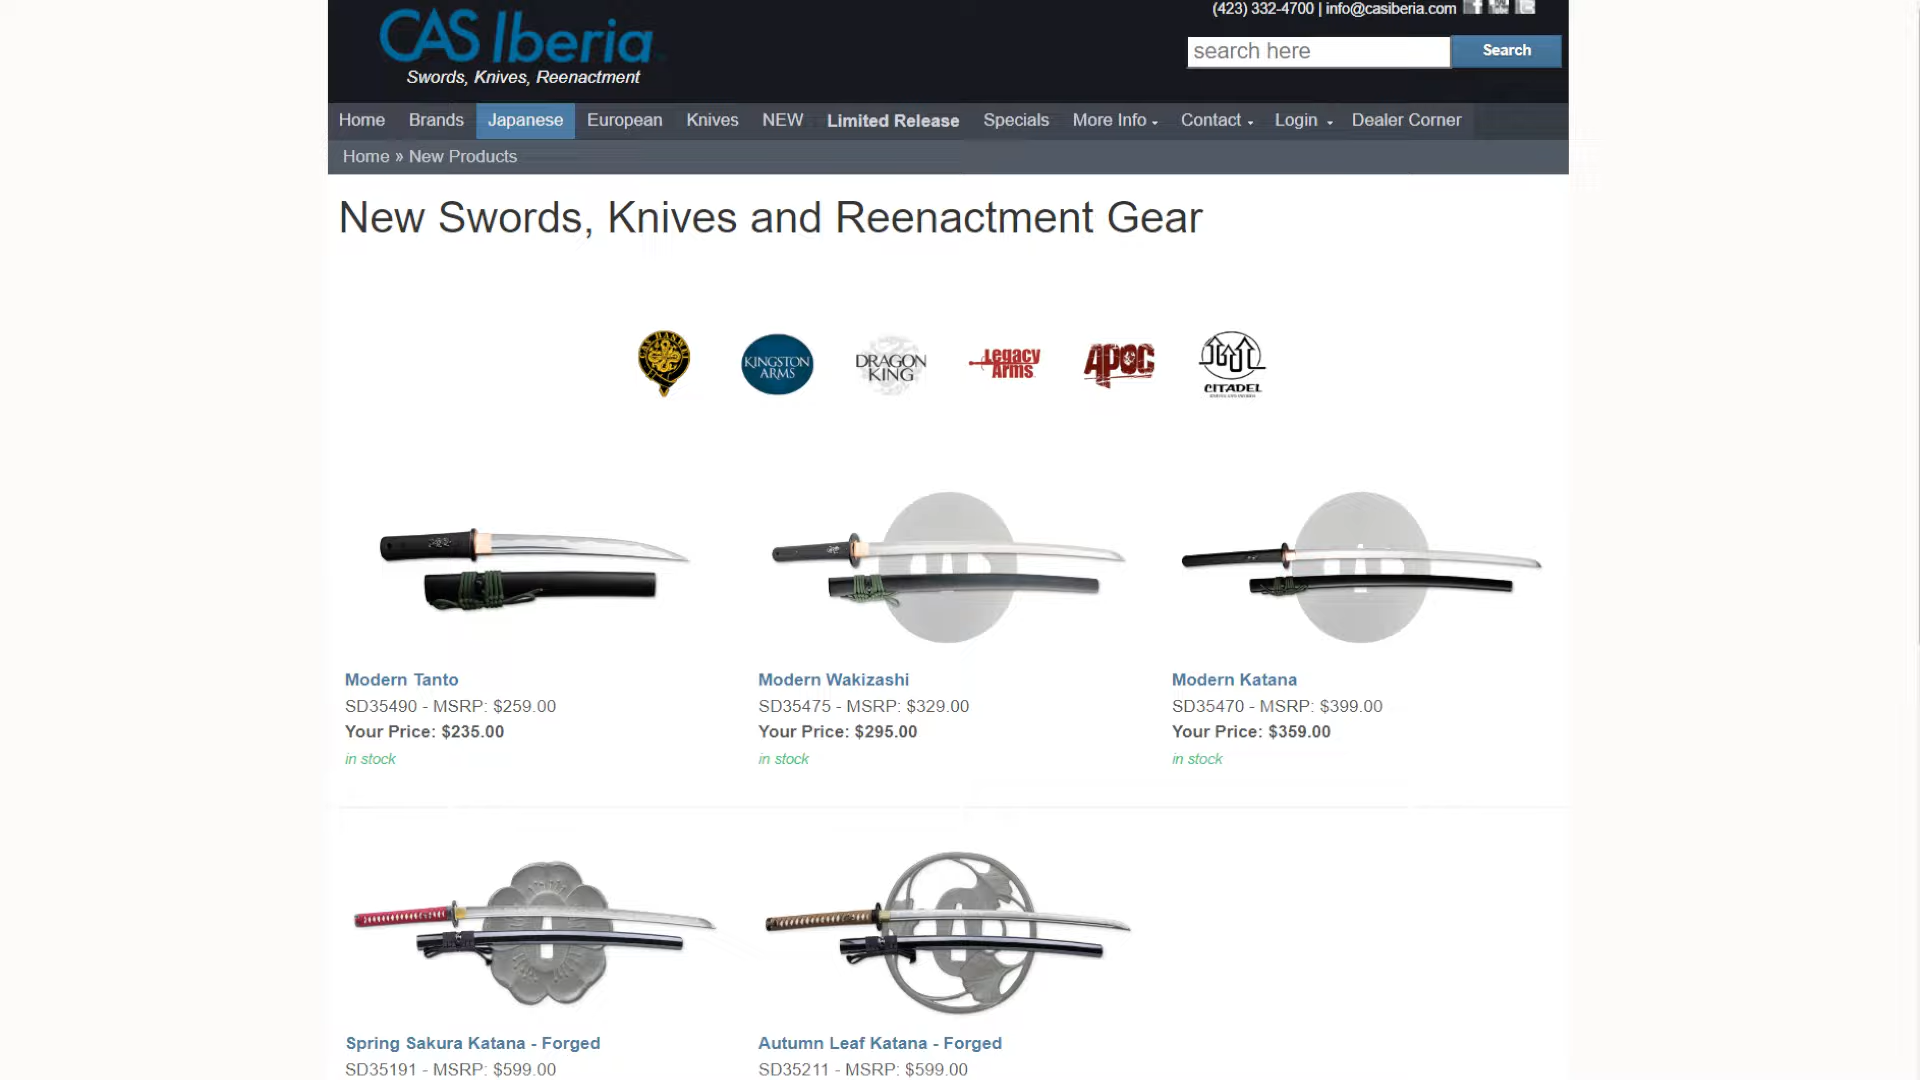 CAS Iberia
Swords, Knives, Reenactment
(423) 332-4700 | info@casiberia.com
search here
Search
Home Brands Japanese European Knives NEW Limited Release Specials More Info Contact Login Dealer Corner
Home » New Products
New Swords, Knives and Reenactment Gear
CAS HANWEI
KINGSTON ARMS
DRAGON KING
Legacy Arms
APOC
CITADEL
Modern Tanto
SD35490 - MSRP: $259.00
Your Price: $235.00
in stock
Modern Wakizashi
SD35475 - MSRP: $329.00
Your Price: $295.00
in stock
Modern Katana
SD35470 - MSRP: $399.00
Your Price: $359.00
in stock
Spring Sakura Katana - Forged
SD35191 - MSRP: $599.00
Autumn Leaf Katana - Forged
SD35211 - MSRP: $599.00